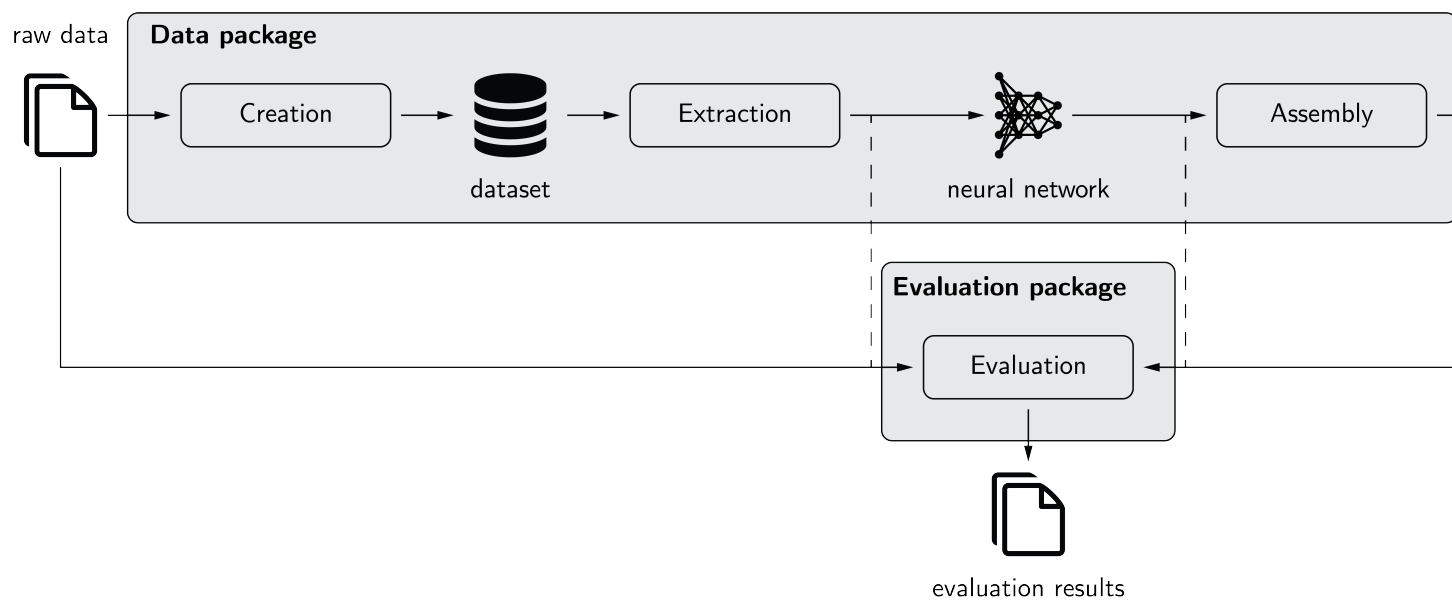 raw data
Data package
Creation
Extraction
Assembly
dataset
neural network
Evaluation package
Evaluation
evaluation results